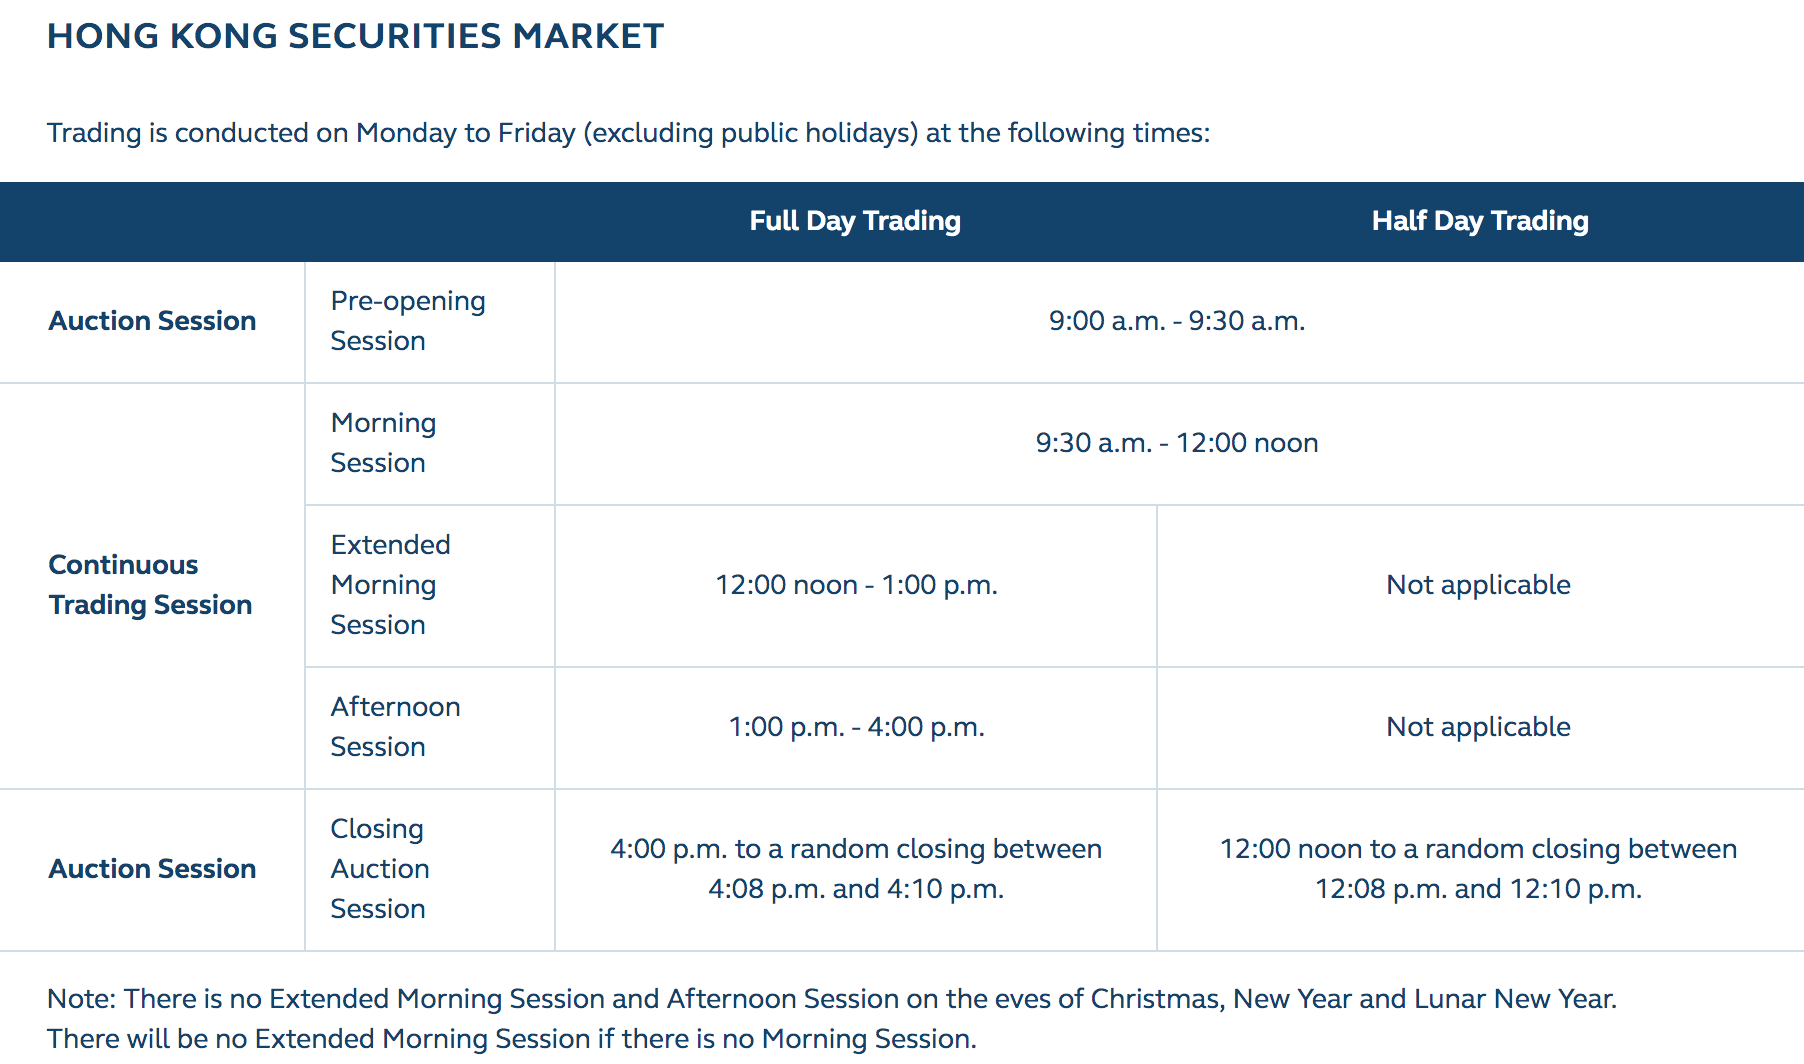 HONG KONG SECURITIES MARKET
Trading is conducted on Monday to Friday (excluding public holidays) at the following times:
Full Day Trading
Half Day Trading
Auction Session
Pre-opening
Session
9:00 a.m. - 9:30 a.m.
Continuous
Trading Session
Morning
Session
9:30 a.m. - 12:00 noon
Extended
Morning
Session
12:00 noon - 1:00 p.m.
Not applicable
Afternoon
Session
1:00 p.m. - 4:00 p.m.
Not applicable
Auction Session
Closing
Auction
Session
4:00 p.m. to a random closing between
4:08 p.m. and 4:10 p.m.
12:00 noon to a random closing between
12:08 p.m. and 12:10 p.m.
Note: There is no Extended Morning Session and Afternoon Session on the eves of Christmas, New Year and Lunar New Year.
There will be no Extended Morning Session if there is no Morning Session.